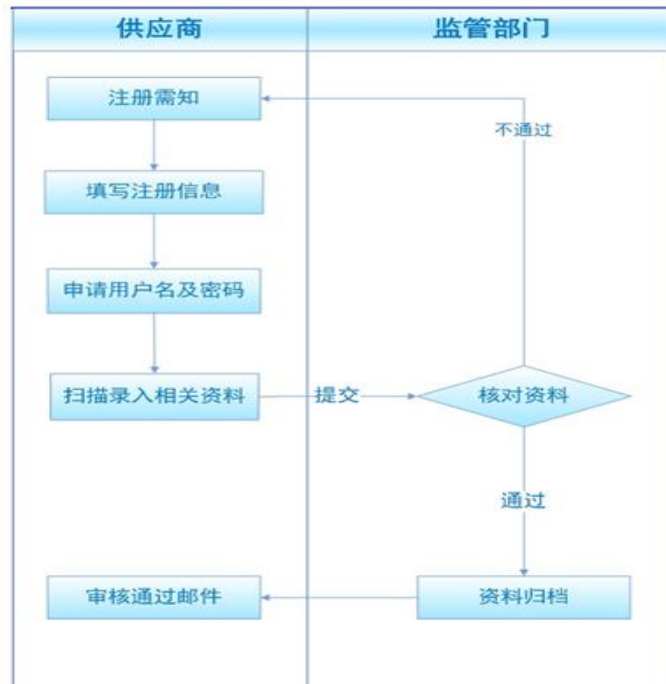 供应商
监管部门
注册需知
不通过
填写注册信息
申请用户名及密码
扫描录入相关资料
提交
核对资料
通过
审核通过邮件
资料归档